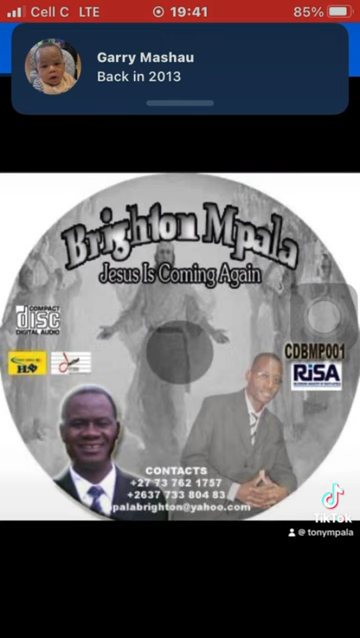 Cell C LTE 19:41 85%
Garry Mashau
Back in 2013
Brighton Mpala
Jesus Is Coming Again
COMPACT
disc
DIGITAL AUDIO
CDBMP001
RiSA
CONTACTS
+27 73 762 1757
+2637 733 804 83
palabrighton@yahoo.com
TikTok
@ tonympala